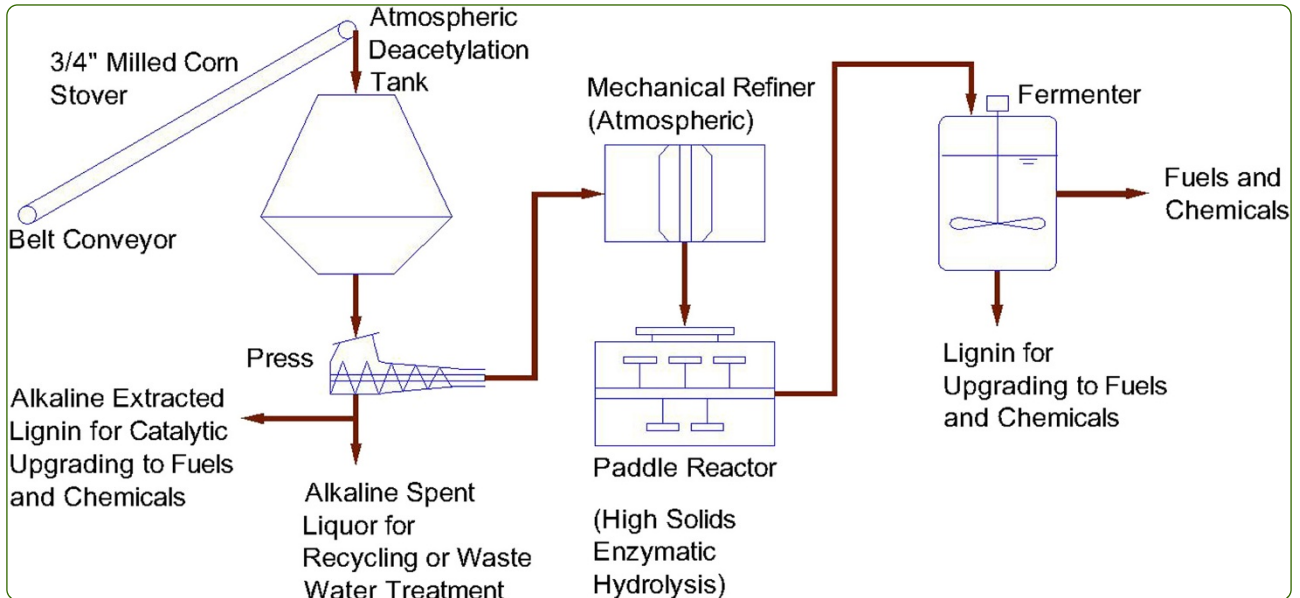 Atmospheric
Deacetylation
Tank
3/4" Milled Corn
Stover
Belt Conveyor
Press
Alkaline Extracted
Lignin for Catalytic
Upgrading to Fuels
and Chemicals
Alkaline Spent
Liquor for
Recycling or Waste
Water Treatment
Mechanical Refiner
(Atmospheric)
Paddle Reactor
(High Solids
Enzymatic
Hydrolysis)
Fermenter
Fuels and
Chemicals
Lignin for
Upgrading to Fuels
and Chemicals